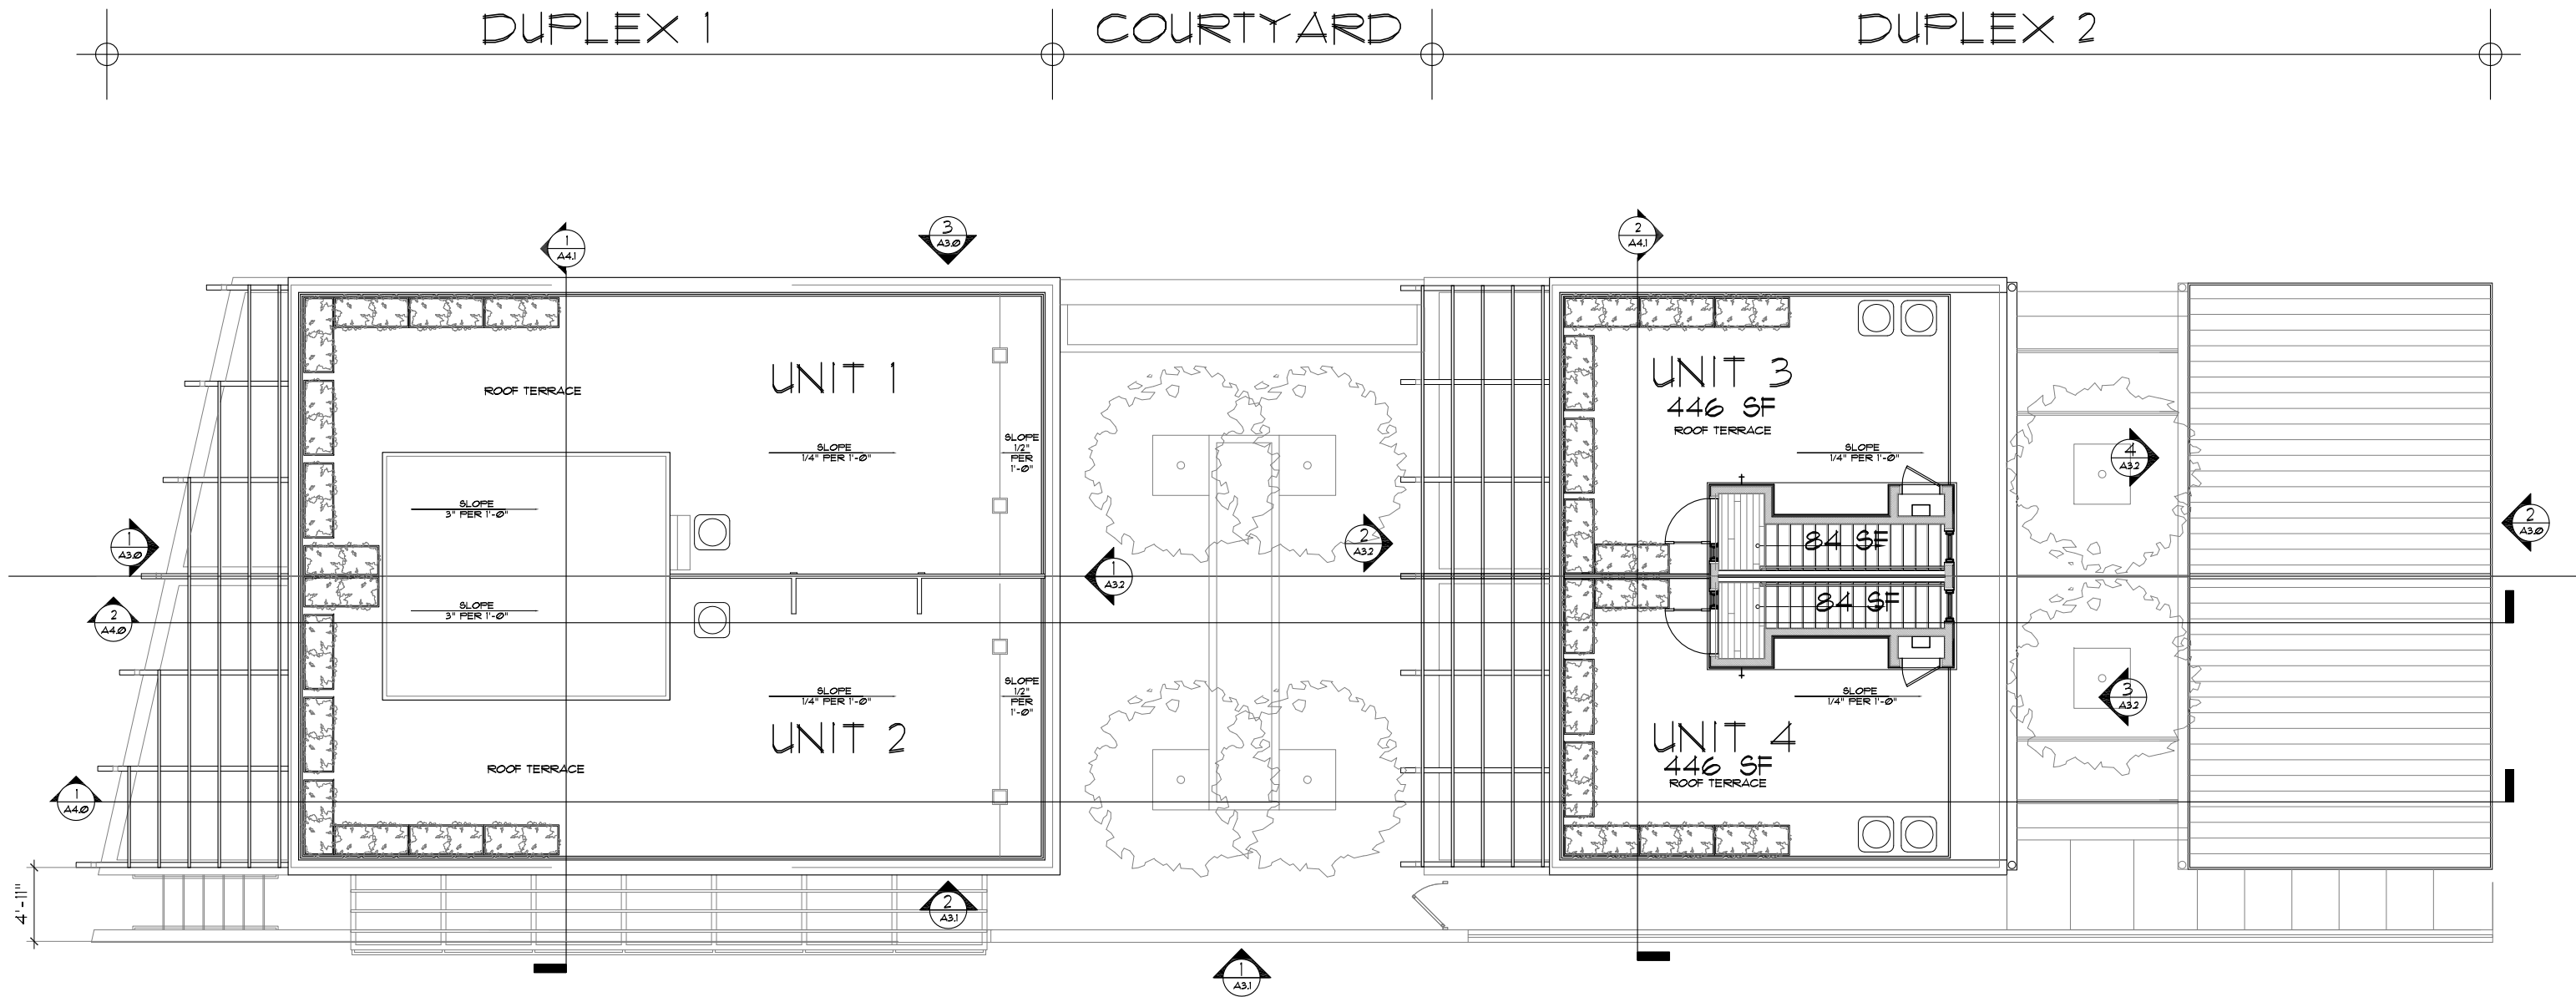 DUPLEX 1
COURTYARD
DUPLEX 2
3
A3.0
2
A4.1
1
A4.1
UNIT 1
ROOF TERRACE
UNIT 3
446 SF
ROOF TERRACE
SLOPE
1/2"
PER
1'-0"
SLOPE
1/4" PER 1'-0"
SLOPE
1/4" PER 1'-0"
4
A3.2
SLOPE
3" PER 1'-0"
1
A3.0
2
A3.2
84 SF
2
A3.0
1
A3.2
SLOPE
3" PER 1'-0"
84 SF
2
A4.0
SLOPE
1/4" PER 1'-0"
SLOPE
1/2"
PER
1'-0"
SLOPE
1/4" PER 1'-0"
3
A3.2
UNIT 2
ROOF TERRACE
UNIT 4
446 SF
ROOF TERRACE
1
A4.0
4'-11"
2
A3.1
1
A3.1